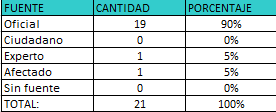 FUENTE CANTIDAD PORCENTAJE
Oficial 19 90%
Ciudadano 0 0%
Experto 1 5%
Afectado 1 5%
Sin fuente 0 0%
TOTAL: 21 100%